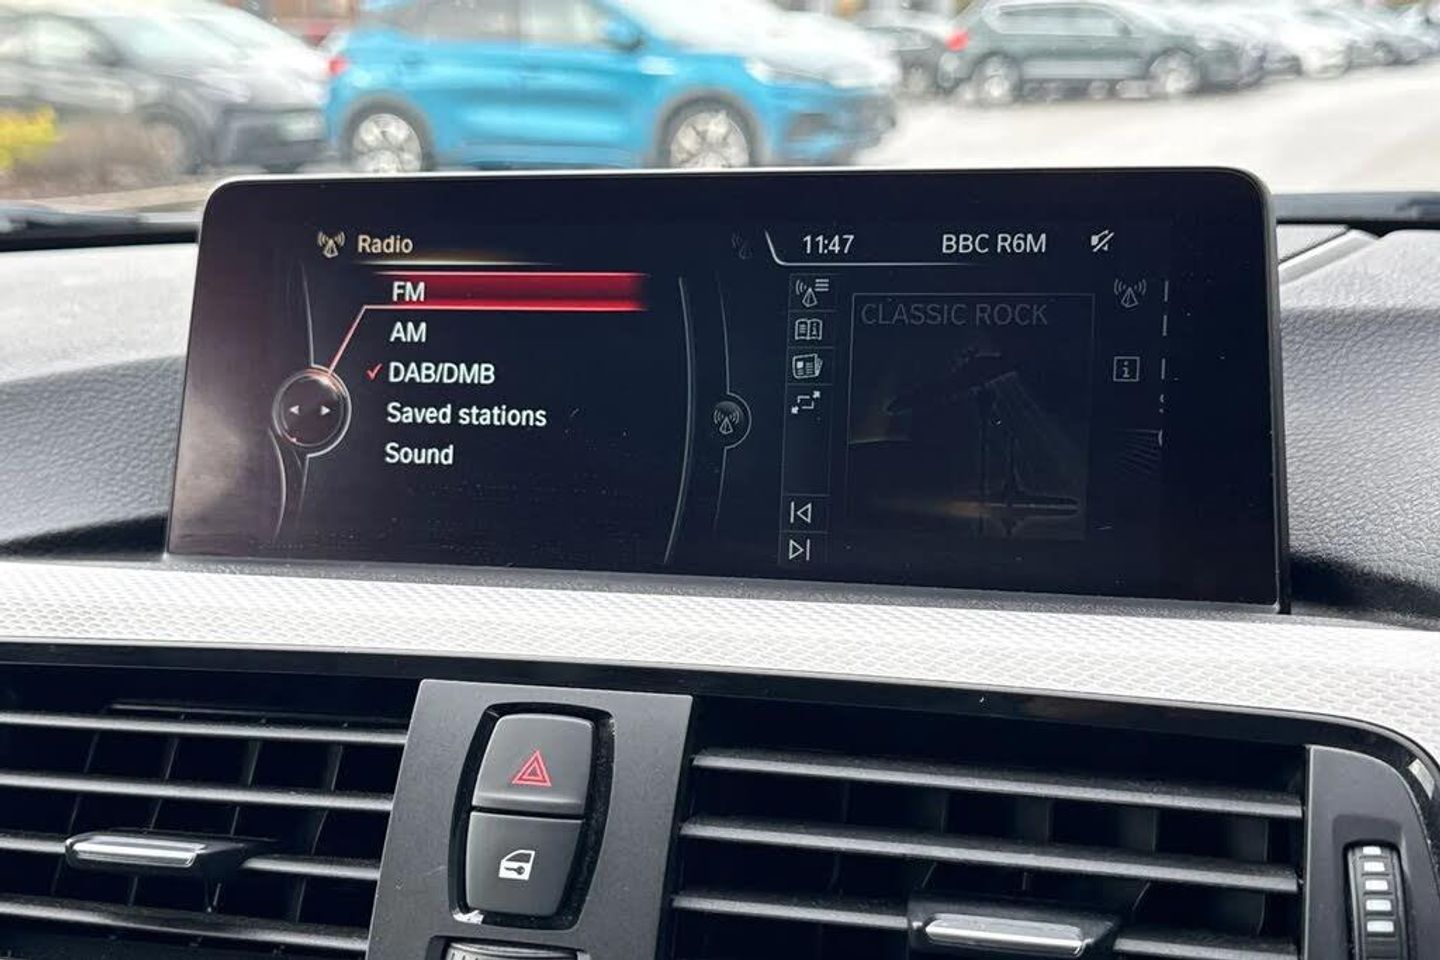 Radio
11:47
BBC R6M
FM
AM
DAB/DMB
Saved stations
Sound
CLASSIC ROCK